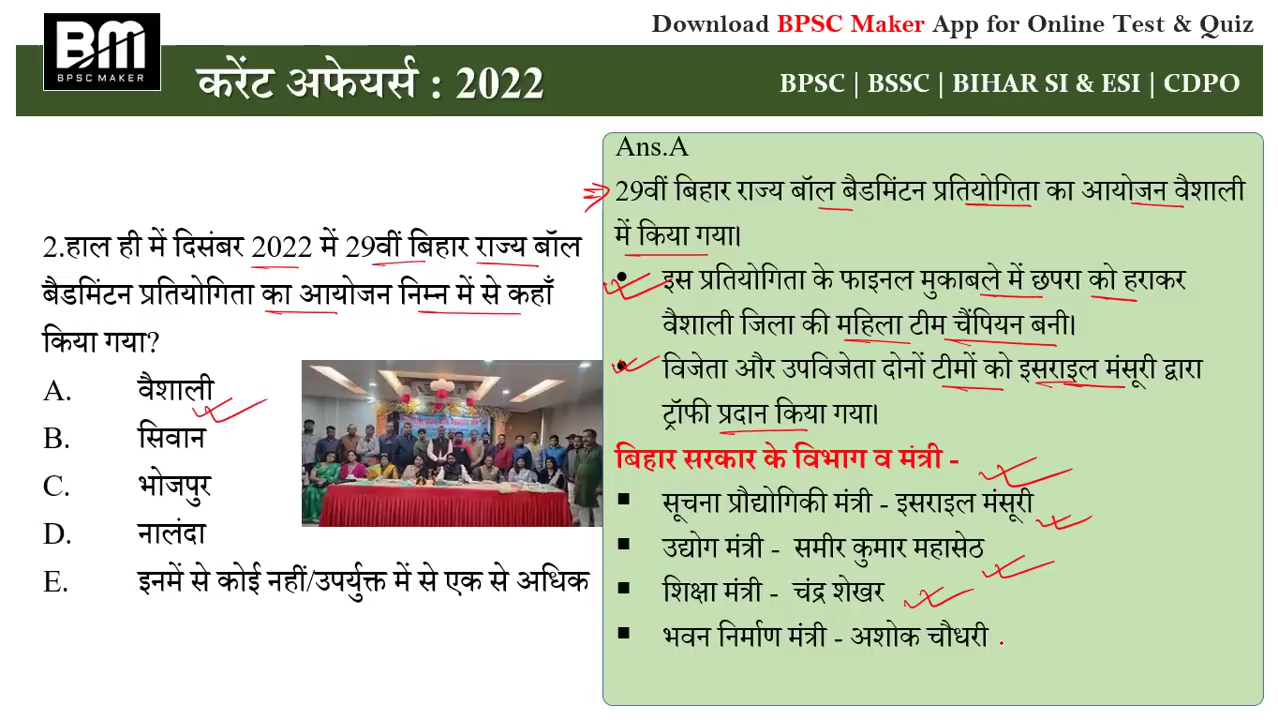 Download BPSC Maker App for Online Test & Quiz
BM
BPSC MAKER
करेंट अफेयर्स : 2022
BPSC | BSSC | BIHAR SI & ESI | CDPO
2.हाल ही में दिसंबर 2022 में 29वीं बिहार राज्य बॉल
बैडमिंटन प्रतियोगिता का आयोजन निम्न में से कहाँ
किया गया?
A. वैशाली
B. सिवान
C. भोजपुर
D. नालंदा
E. इनमें से कोई नहीं/उपर्युक्त में से एक से अधिक
Ans.A
29वीं बिहार राज्य बॉल बैडमिंटन प्रतियोगिता का आयोजन वैशाली
में किया गया।
• इस प्रतियोगिता के फाइनल मुकाबले में छपरा को हराकर
वैशाली जिला की महिला टीम चैंपियन बनी।
• विजेता और उपविजेता दोनों टीमों को इसराइल मंसूरी द्वारा
ट्रॉफी प्रदान किया गया।
बिहार सरकार के विभाग व मंत्री -
▪ सूचना प्रौद्योगिकी मंत्री - इसराइल मंसूरी
▪ उद्योग मंत्री - समीर कुमार महासेठ
▪ शिक्षा मंत्री - चंद्र शेखर
▪ भवन निर्माण मंत्री - अशोक चौधरी